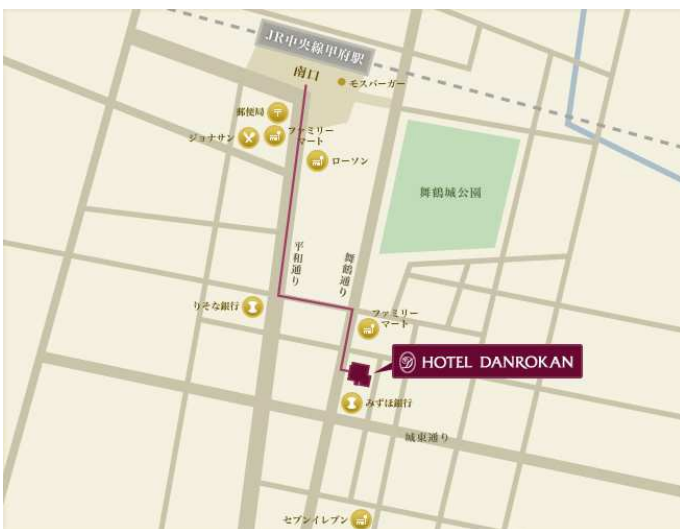 JR中央線甲府駅
南口
モスバーガー
郵便局
ジョナサン
ファミリー
マート
ローソン
舞鶴城公園
平和通り
舞鶴通り
りそな銀行
ファミリー
マート
HOTEL DANROKAN
みずほ銀行
城東通り
セブンイレブン